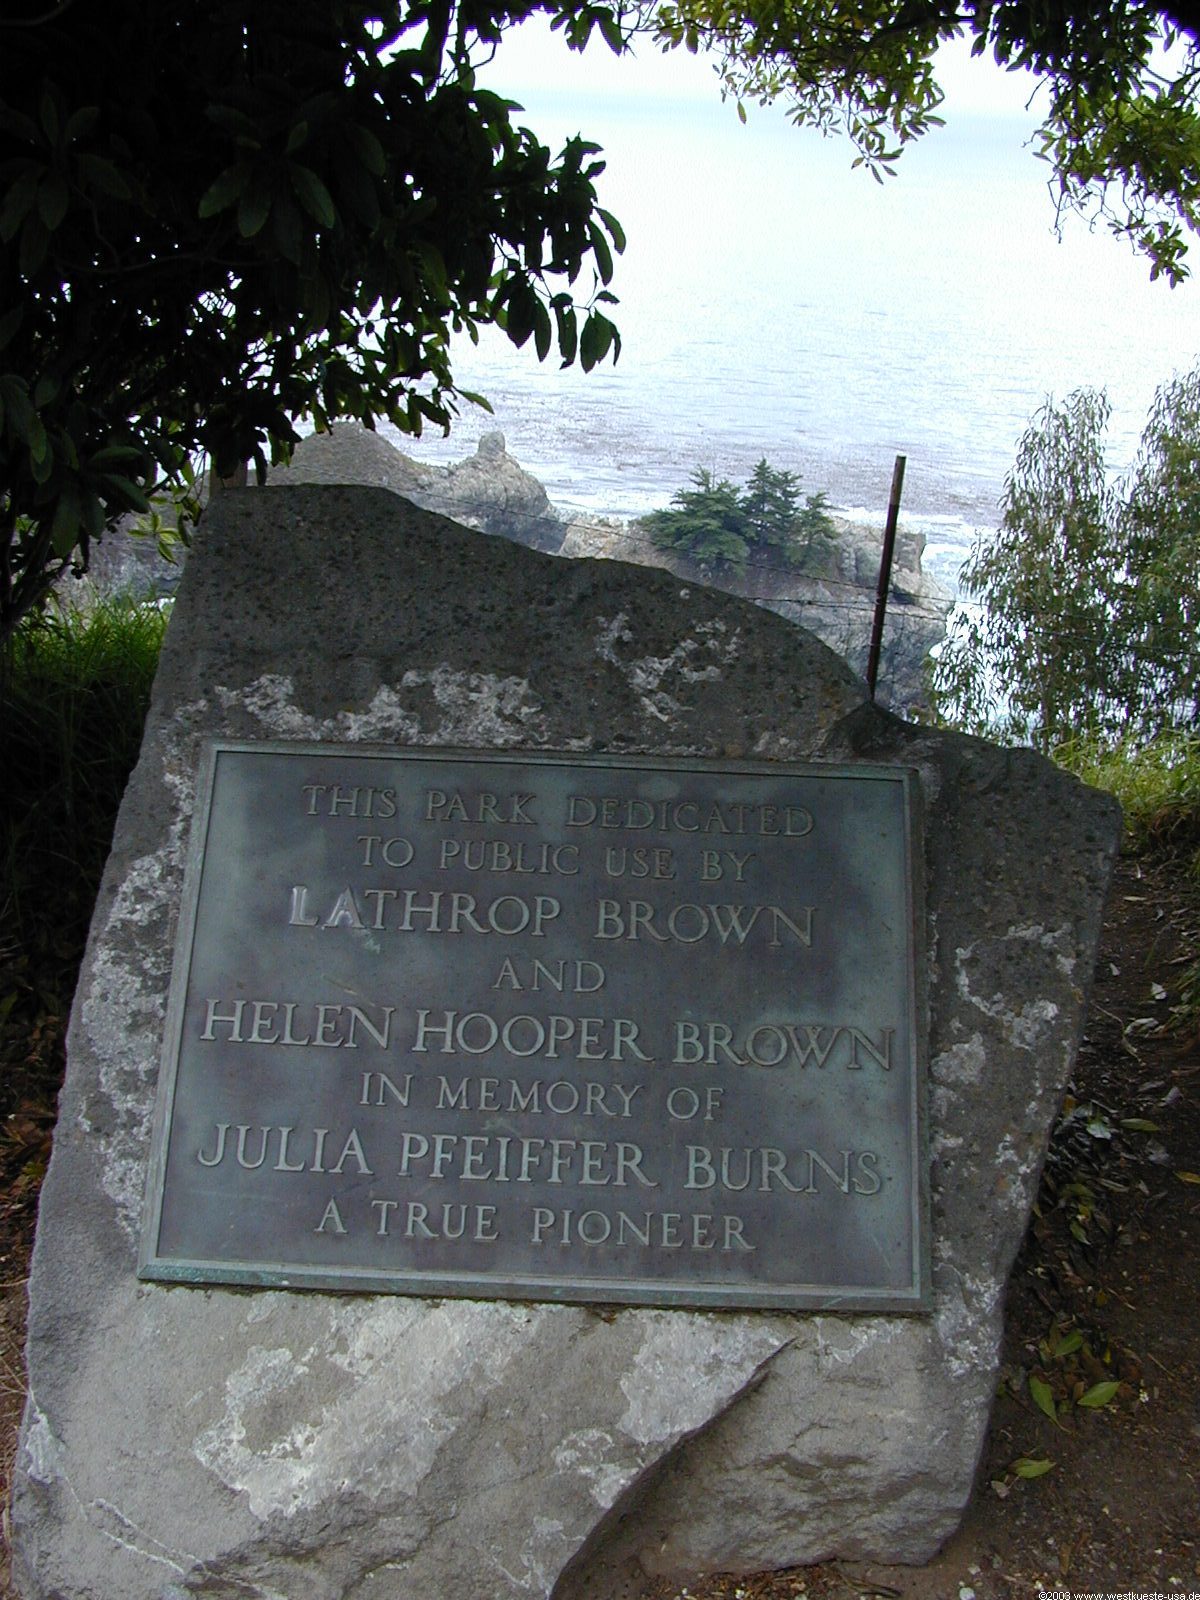 THIS PARK DEDICATED
TO PUBLIC USE BY
LATHROP BROWN
AND
HELEN HOOPER BROWN
IN MEMORY OF
JULIA PFEIFFER BURNS
A TRUE PIONEER
©2003 www.westkueste-usa.de